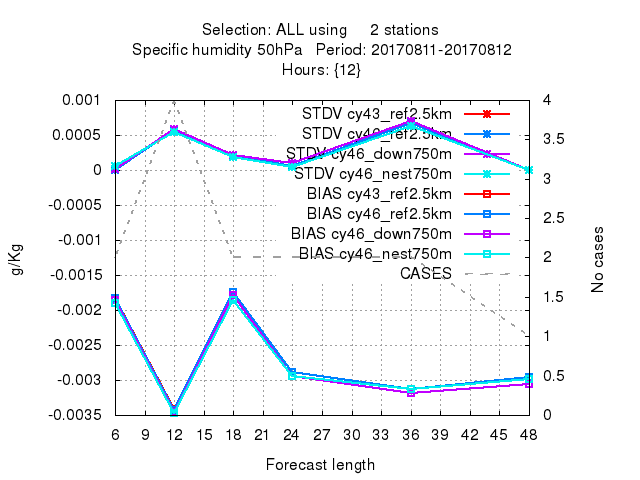 Selection: ALL using     2 stations
Specific humidity 50hPa   Period: 20170811-20170812
Hours: {12}
0.001
0.0005
0
-0.0005
-0.001
-0.0015
-0.002
-0.0025
-0.003
-0.0035
g/Kg
STDV cy43_ref2.5km
STDV cy46_ref2.5km
STDV cy46_down750m
STDV cy46_nest750m
BIAS cy43_ref2.5km
BIAS cy46_ref2.5km
BIAS cy46_down750m
BIAS cy46_nest750m
CASES
4
3.5
3
2.5
2
1.5
1
0.5
0
No cases
6 9 12 15 18 21 24 27 30 33 36 39 42 45 48
Forecast length